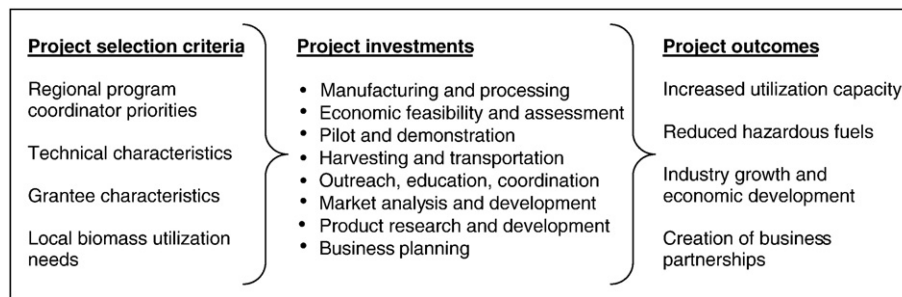 Project selection criteria
Regional program
coordinator priorities
Technical characteristics
Grantee characteristics
Local biomass utilization
needs
Project investments
• Manufacturing and processing
• Economic feasibility and assessment
• Pilot and demonstration
• Harvesting and transportation
• Outreach, education, coordination
• Market analysis and development
• Product research and development
• Business planning
Project outcomes
Increased utilization capacity
Reduced hazardous fuels
Industry growth and
economic development
Creation of business
partnerships